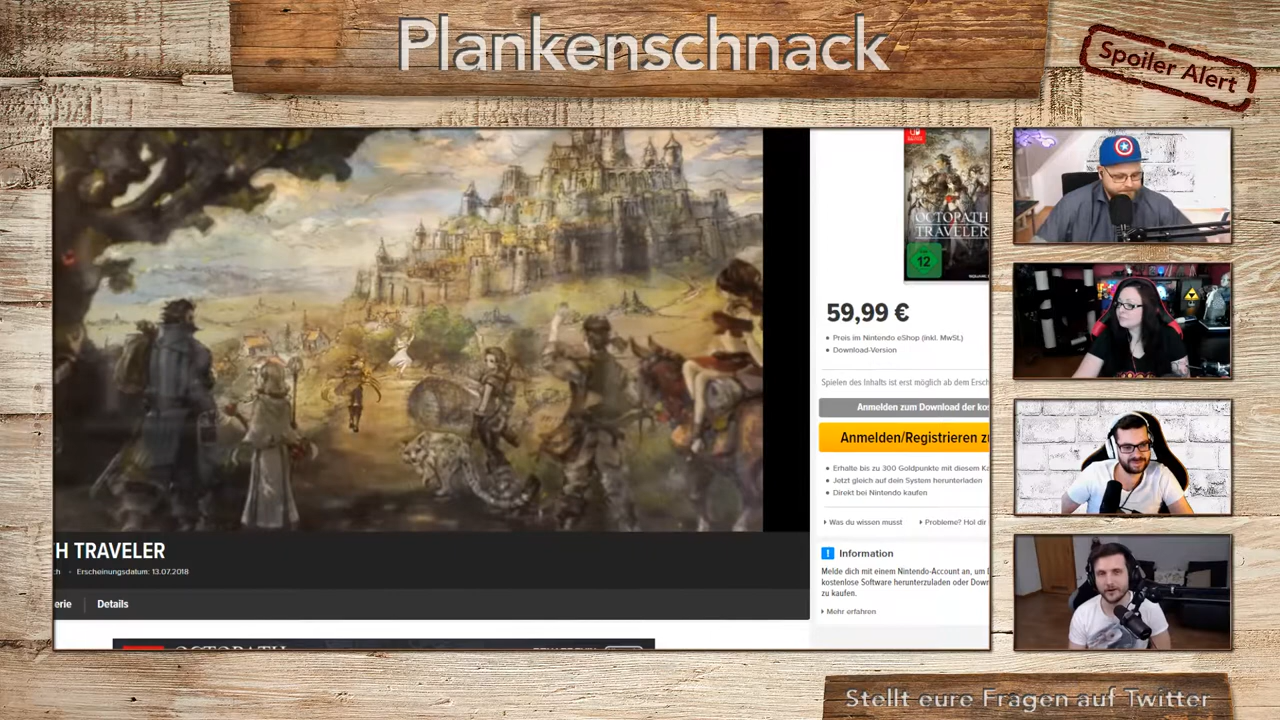 Plankenschnack
Spoiler Alert
OCTOPATH
TRAVELER
12
59,99 €
Preis im Nintendo eShop (inkl. MwSt.)
Download-Version
Spielen des Inhalts ist erst möglich ab dem Ersch
Anmelden zum Download der kos
Anmelden/Registrieren zu
Erhalte bis zu 300 Goldpunkte mit diesem Ka
Jetzt gleich auf dein System herunterladen
Direkt bei Nintendo kaufen
Was du wissen musst
Probleme? Hol dir
H TRAVELER
h - Erscheinungsdatum: 13.07.2018
Information
Melde dich mit einem Nintendo-Account an, um
kostenlose Software herunterzuladen oder Down
zu kaufen.
Mehr erfahren
erie
Details
OCTOPATH
Stellt eure Fragen auf Twitter